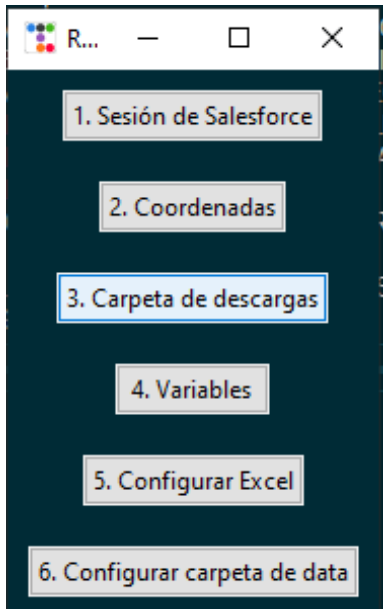 R...
1. Sesión de Salesforce
2. Coordenadas
3. Carpeta de descargas
4. Variables
5. Configurar Excel
6. Configurar carpeta de data